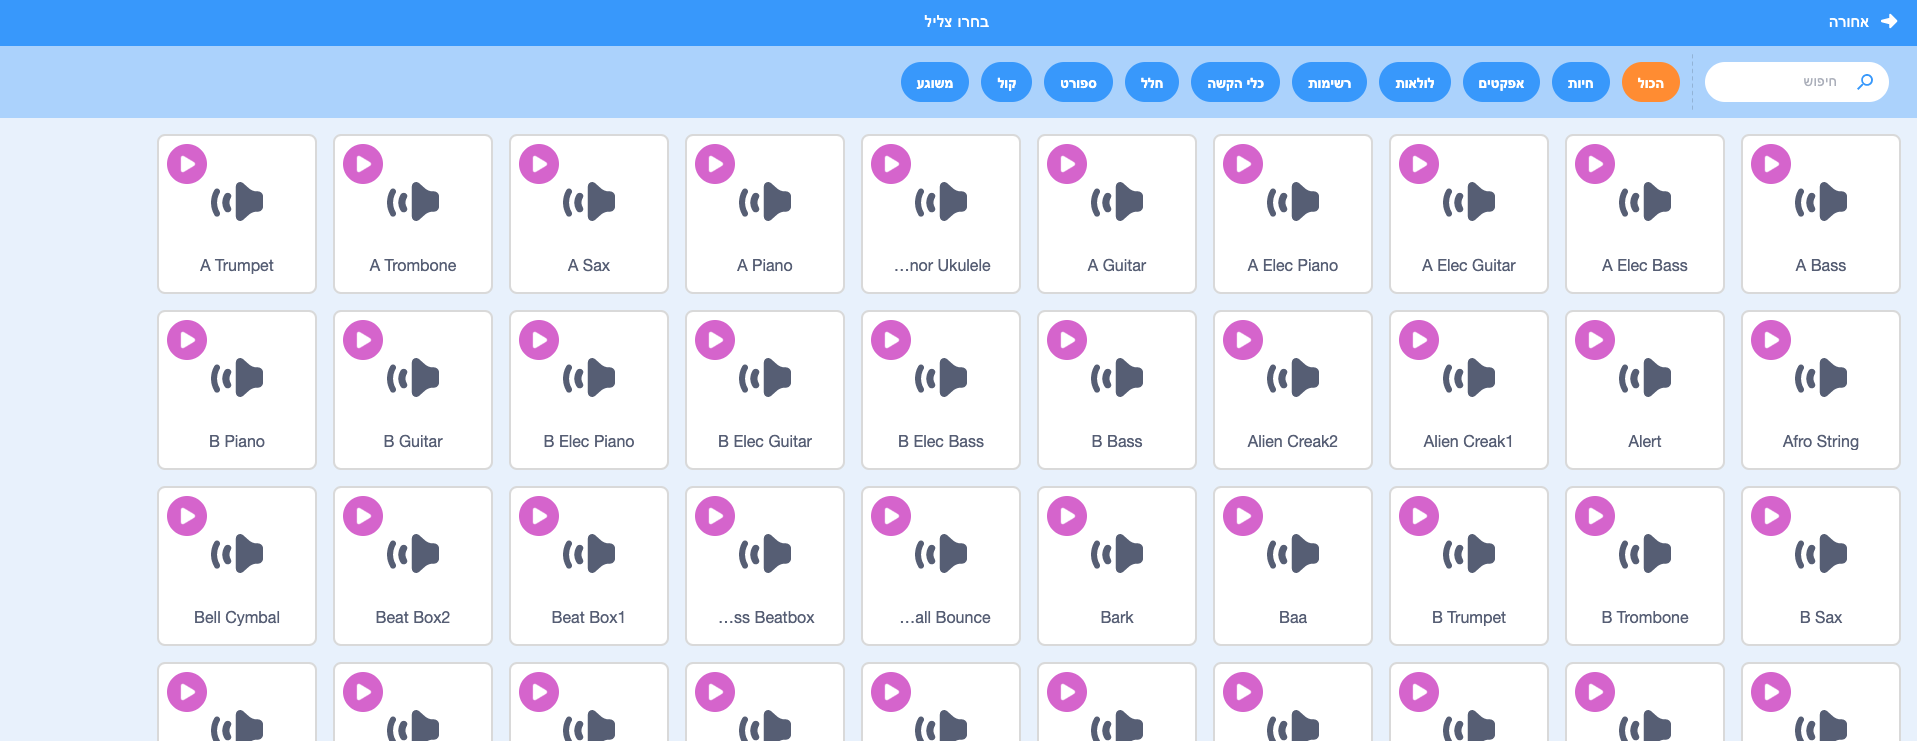 אחורה
בחרו צליל
חיפוש
הכול
חיות
אפקטים
לולאות
רשימות
כלי הקשה
חלל
ספורט
קול
משוגע
A Bass
A Elec Bass
A Elec Guitar
A Elec Piano
A Guitar
...nor Ukulele
A Piano
A Sax
A Trombone
A Trumpet
Afro String
Alert
Alien Creak1
Alien Creak2
B Bass
B Elec Bass
B Elec Guitar
B Elec Piano
B Guitar
B Piano
B Sax
B Trombone
B Trumpet
Baa
Bark
...all Bounce
...ss Beatbox
Beat Box1
Beat Box2
Bell Cymbal